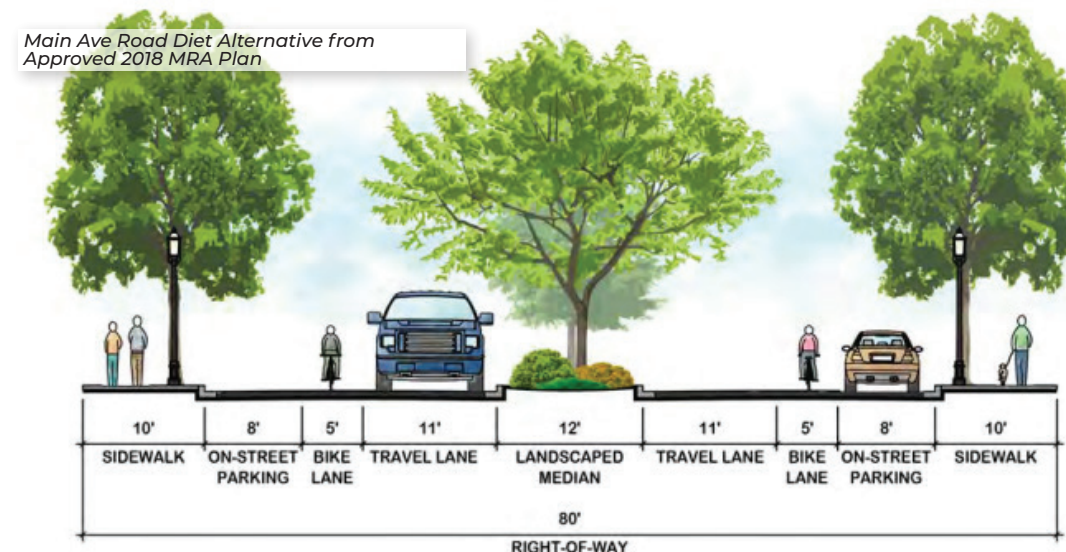 Main Ave Road Diet Alternative from
Approved 2018 MRA Plan
10' 8' 5' 11' 12' 11' 5' 8' 10'
SIDEWALK ON-STREET BIKE TRAVEL LANE LANDSCAPED TRAVEL LANE BIKE ON-STREET SIDEWALK
PARKING LANE MEDIAN LANE PARKING
80'
RIGHT-OF-WAY